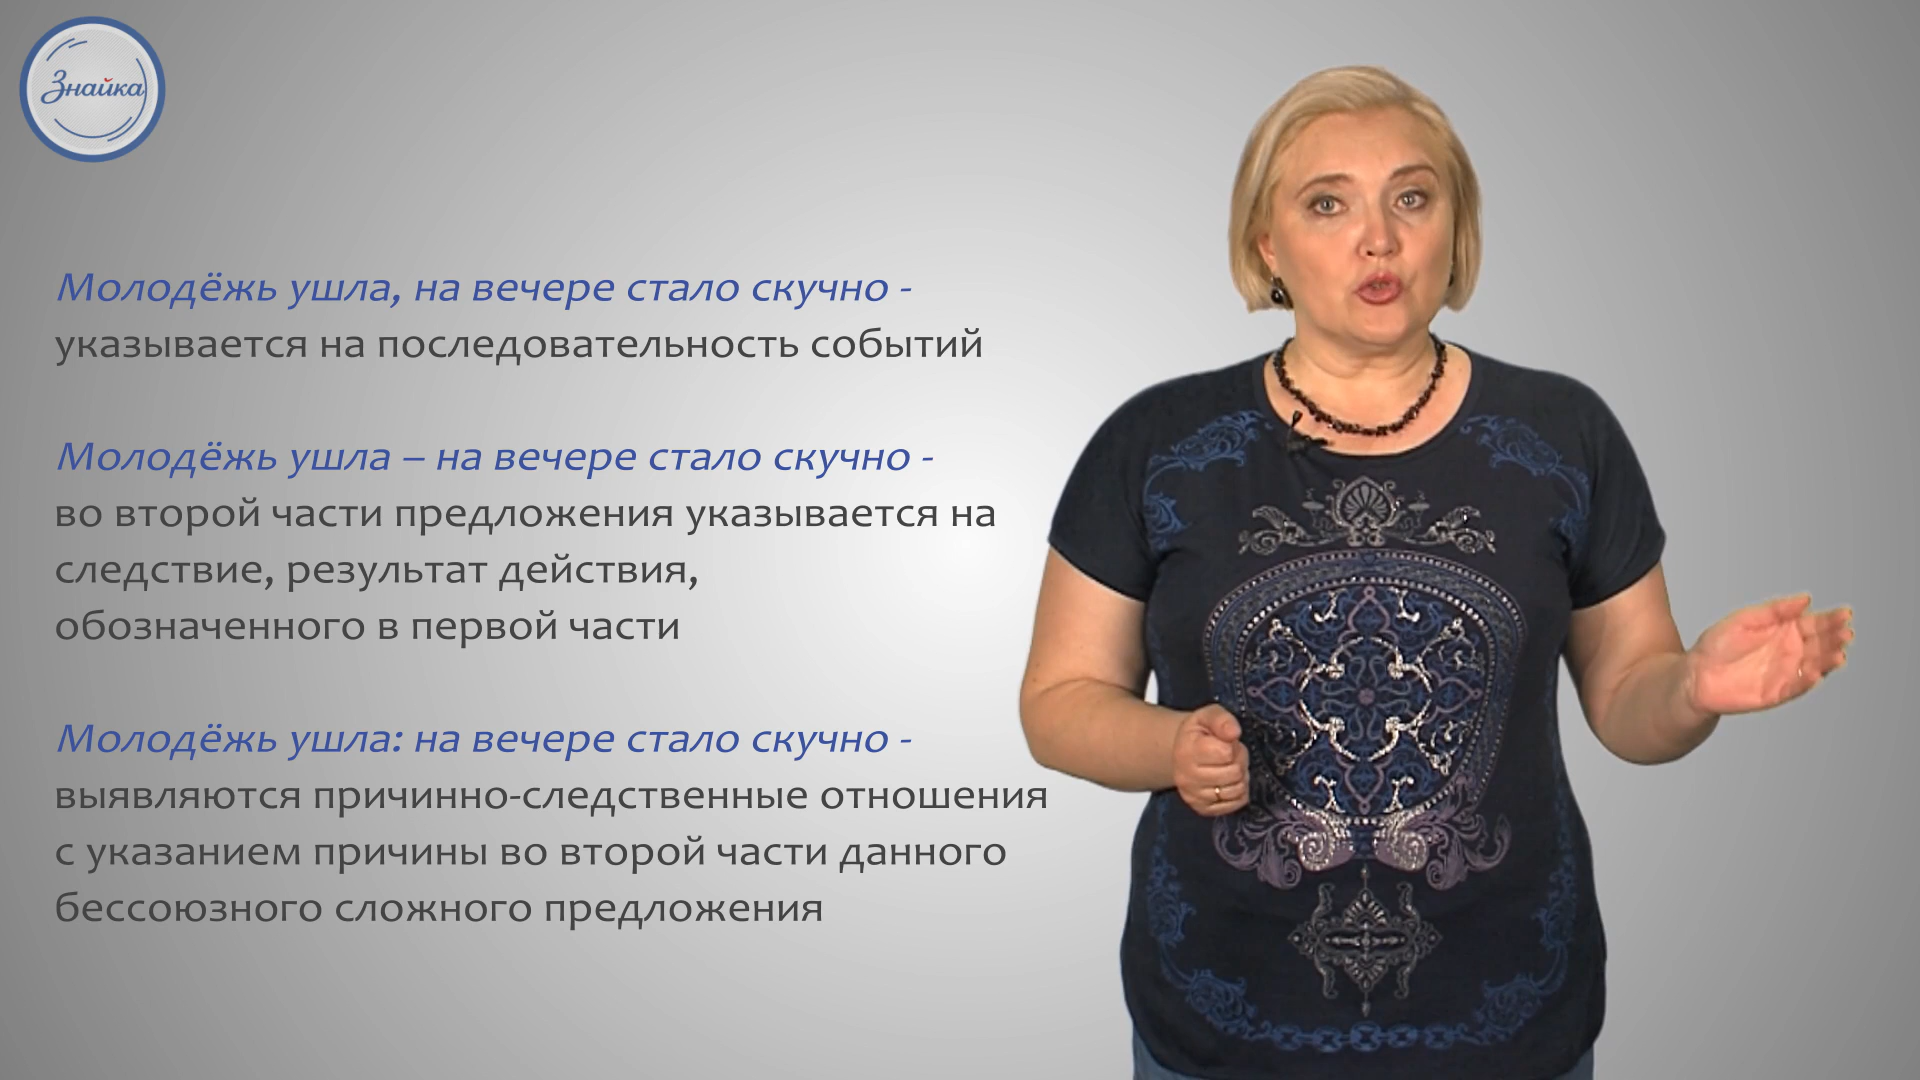 Знайка
Молодёжь ушла, на вечере стало скучно -
указывается на последовательность событий
Молодёжь ушла – на вечере стало скучно -
во второй части предложения указывается на
следствие, результат действия,
обозначенного в первой части
Молодёжь ушла: на вечере стало скучно -
выявляются причинно-следственные отношения
с указанием причины во второй части данного
бессоюзного сложного предложения